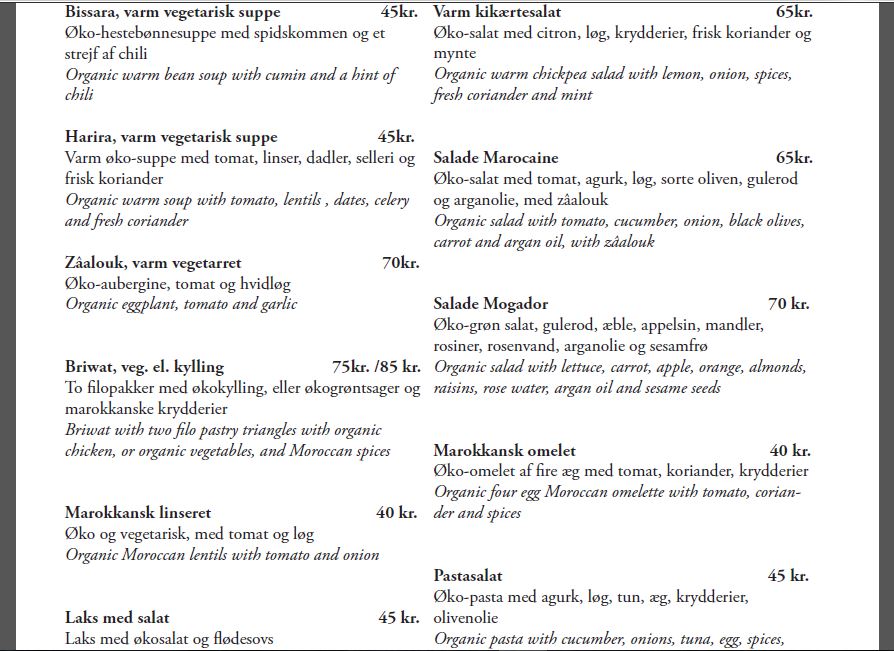 Bissara, varm vegetarisk suppe 45kr.
Øko-hestebønnesuppe med spidskommen og et
strejf af chili
Organic warm bean soup with cumin and a hint of
chili
Harira, varm vegetarisk suppe 45kr.
Varm øko-suppe med tomat, linser, dadler, selleri og
frisk koriander
Organic warm soup with tomato, lentils , dates, celery
and fresh coriander
Zâalouk, varm vegetarret 70kr.
Øko-aubergine, tomat og hvidløg
Organic eggplant, tomato and garlic
Briwat, veg. el. kylling 75kr. /85 kr.
To filopakker med økokylling, eller økogrøntsager og
marokkanske krydderier
Briwat with two filo pastry triangles with organic
chicken, or organic vegetables, and Moroccan spices
Marokkansk linseret 40 kr.
Øko og vegetarisk, med tomat og løg
Organic Moroccan lentils with tomato and onion
Laks med salat 45 kr.
Laks med økosalat og flødesovs
Varm kikærtesalat 65kr.
Øko-salat med citron, løg, krydderier, frisk koriander og
mynte
Organic warm chickpea salad with lemon, onion, spices,
fresh coriander and mint
Salade Marocaine 65kr.
Øko-salat med tomat, agurk, løg, sorte oliven, gulerod
og arganolie, med zâalouk
Organic salad with tomato, cucumber, onion, black olives,
carrot and argan oil, with zâalouk
Salade Mogador 70 kr.
Øko-grøn salat, gulerod, æble, appelsin, mandler,
rosiner, rosenvand, arganolie og sesamfrø
Organic salad with lettuce, carrot, apple, orange, almonds,
raisins, rose water, argan oil and sesame seeds
Marokkansk omelet 40 kr.
Øko-omelet af fire æg med tomat, koriander, krydderier
Organic four egg Moroccan omelette with tomato, corian-
der and spices
Pastasalat 45 kr.
Øko-pasta med agurk, løg, tun, æg, krydderier,
olivenolie
Organic pasta with cucumber, onions, tuna, egg, spices,